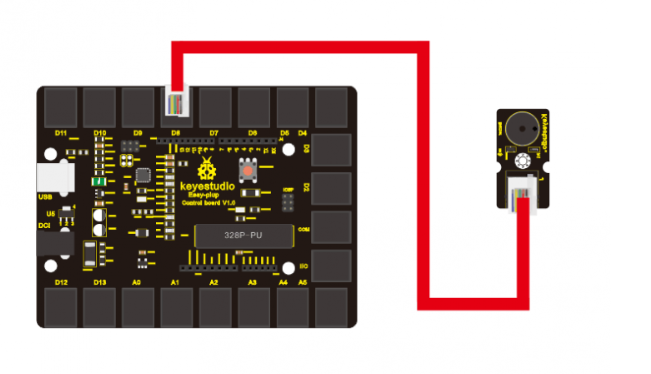 D11 D10 D9 D8 D7 D6 D5 D4
D3
D2
COM
IIC
USB
U5
DC1
ICSP
keyestudio
Easy-plug
Control board V1.0
328P-PU
D12 D13 A0 A1 A2 A3 A4 A5
Keyestudio